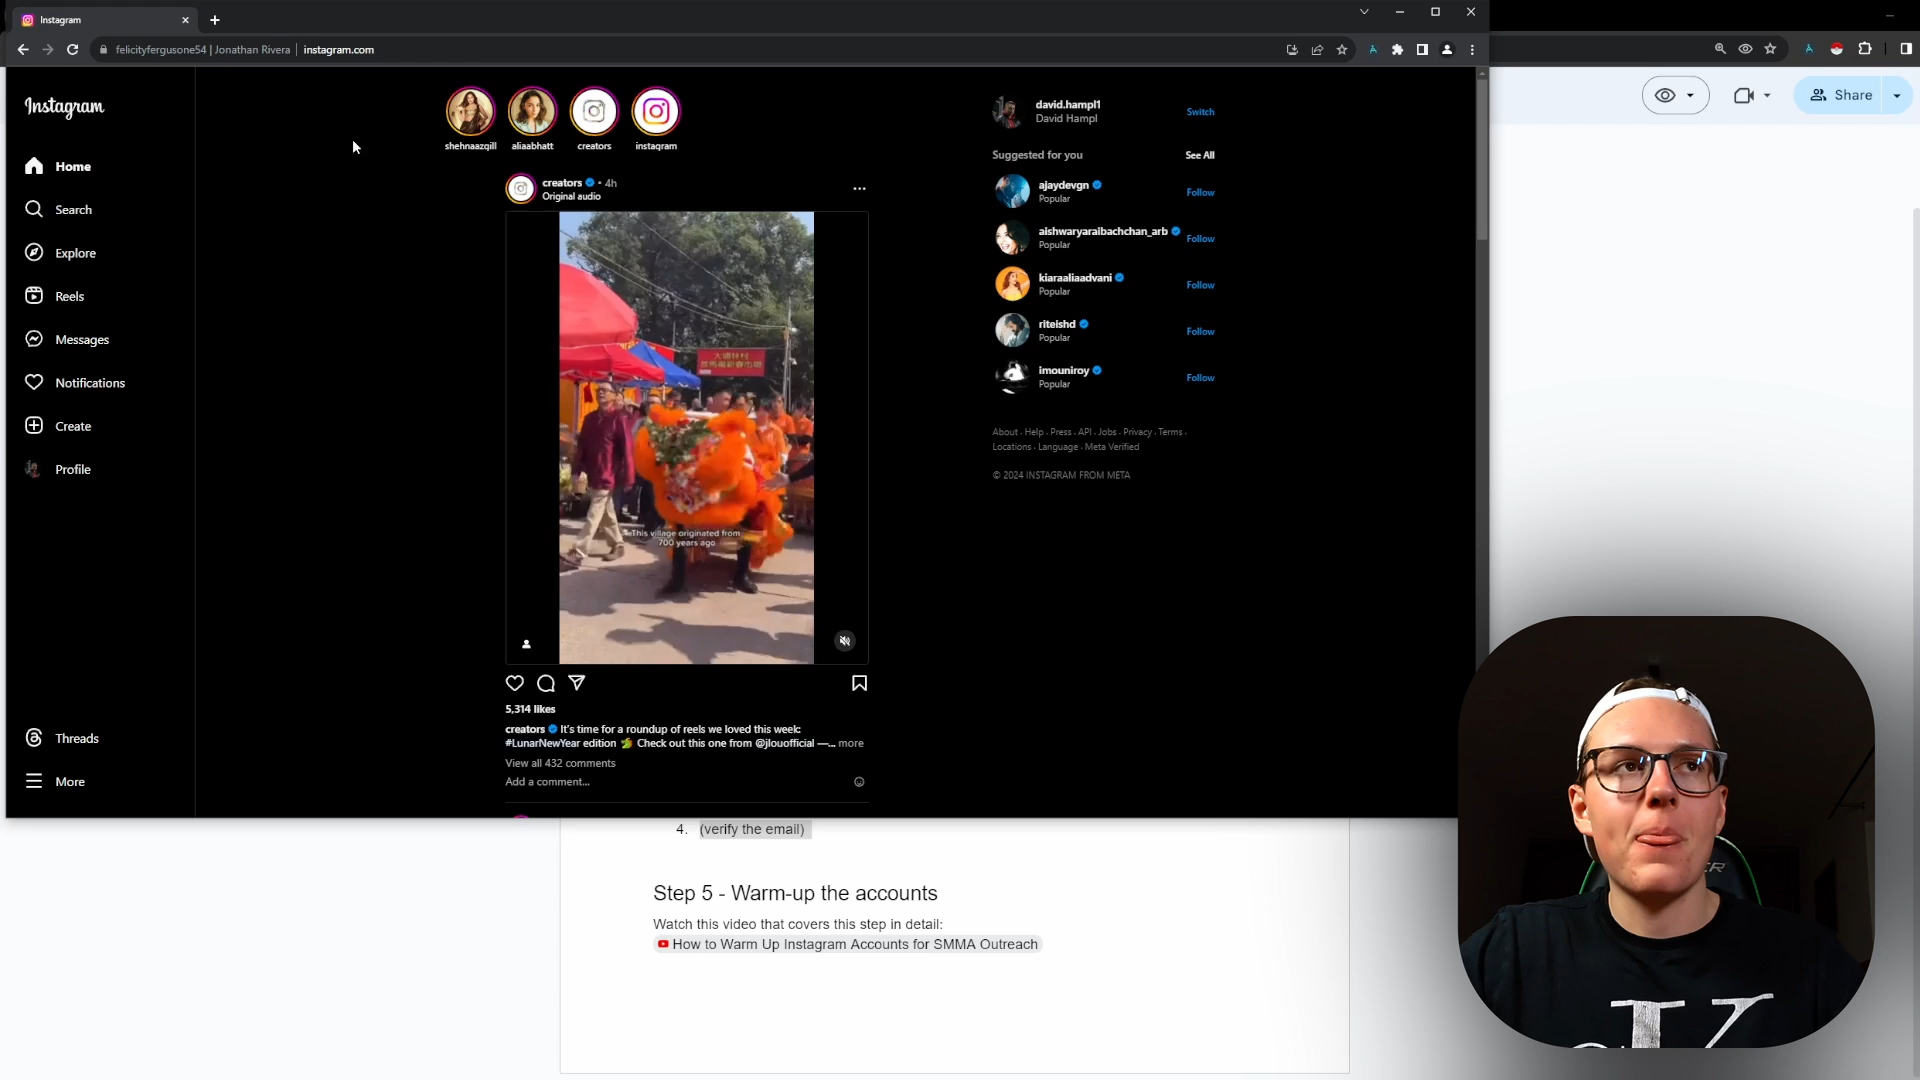 Instagram
felicityfergusone54 | Jonathan Rivera | instagram.com
Share
Instagram
Home
Search
Explore
Reels
Messages
Notifications
Create
Profile
Threads
More
shehnaazgill
aliaabhatt
creators
instagram
creators • 4h
Original audio
This village originated from
700 years ago
5,314 likes
creators It's time for a roundup of reels we loved this week:
#LunarNewYear edition 🐲 Check out this one from @jlouofficial —... more
View all 432 comments
Add a comment...
david.hampl1
David Hampl
Switch
Suggested for you
See All
ajaydevgn
Popular
Follow
aishwaryaraibachchan_arb
Popular
Follow
kiaraaliaadvani
Popular
Follow
riteishd
Popular
Follow
imouniroy
Popular
Follow
About · Help · Press · API · Jobs · Privacy · Terms ·
Locations · Language · Meta Verified
© 2024 INSTAGRAM FROM META
4. (verify the email)
Step 5 - Warm-up the accounts
Watch this video that covers this step in detail:
How to Warm Up Instagram Accounts for SMMA Outreach